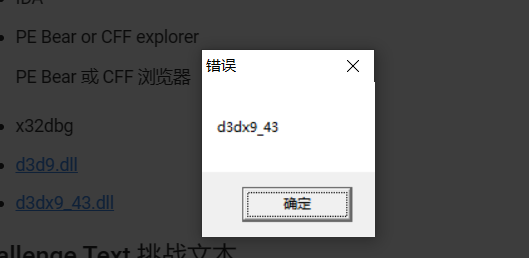 IDA
PE Bear or CFF explorer
PE Bear 或 CFF 浏览器
错误
d3dx9_43
x32dbg
d3d9.dll
d3dx9_43.dll
确定
allenge Text 挑战文本